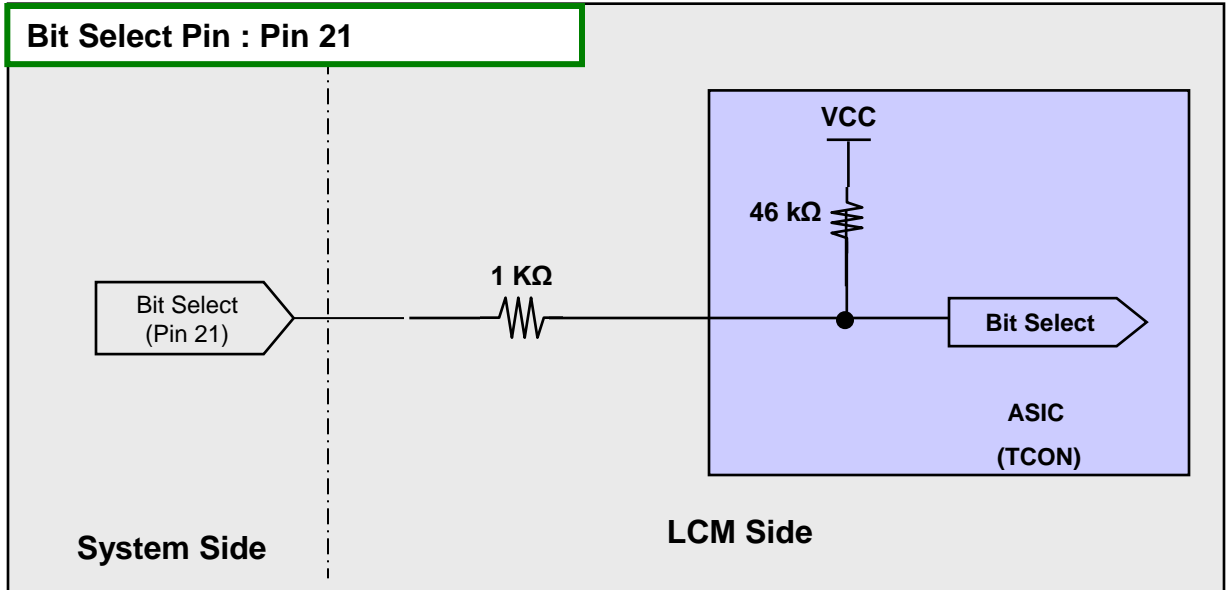 Bit Select Pin : Pin 21
VCC
46 kΩ
1 KΩ
Bit Select
(Pin 21)
Bit Select
ASIC
(TCON)
System Side
LCM Side